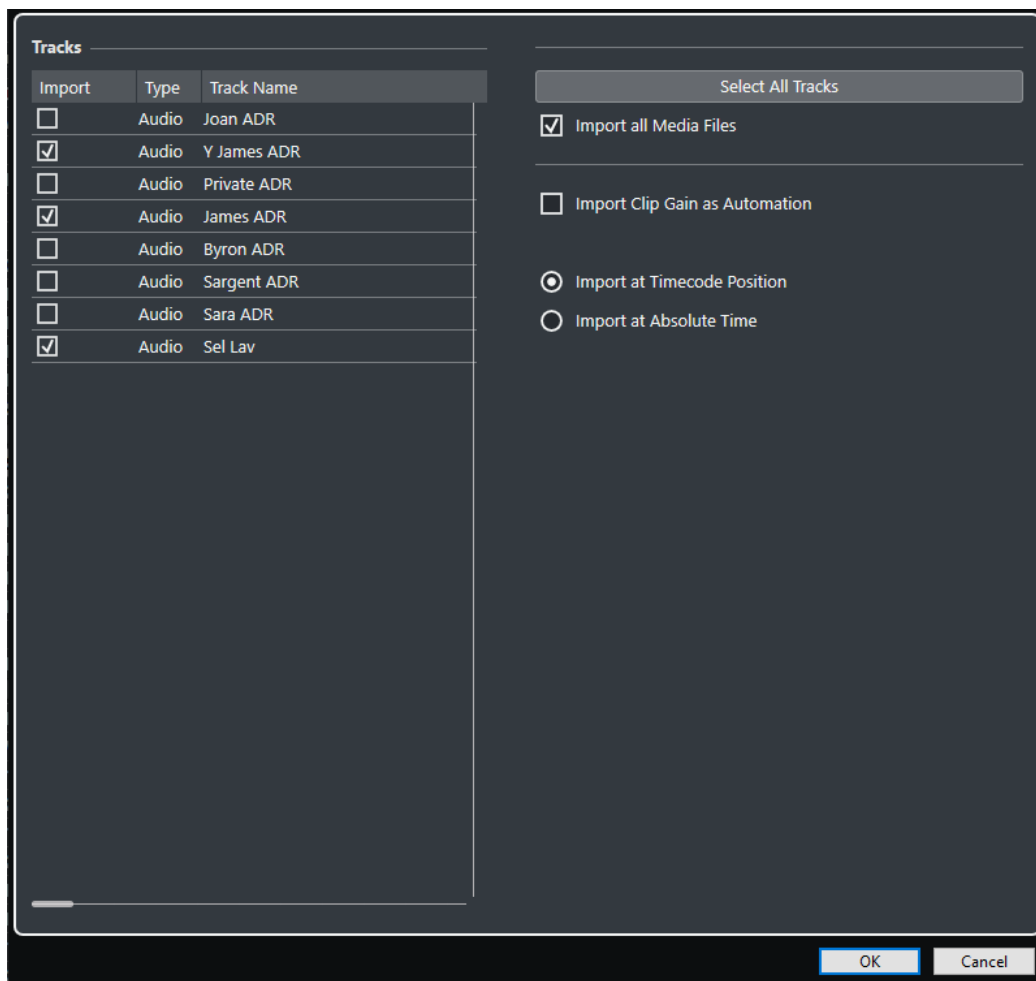 Tracks
Import Type Track Name
Audio Joan ADR
Audio Y James ADR
Audio Private ADR
Audio James ADR
Audio Byron ADR
Audio Sargent ADR
Audio Sara ADR
Audio Sel Lav
Select All Tracks
Import all Media Files
Import Clip Gain as Automation
Import at Timecode Position
Import at Absolute Time
OK Cancel